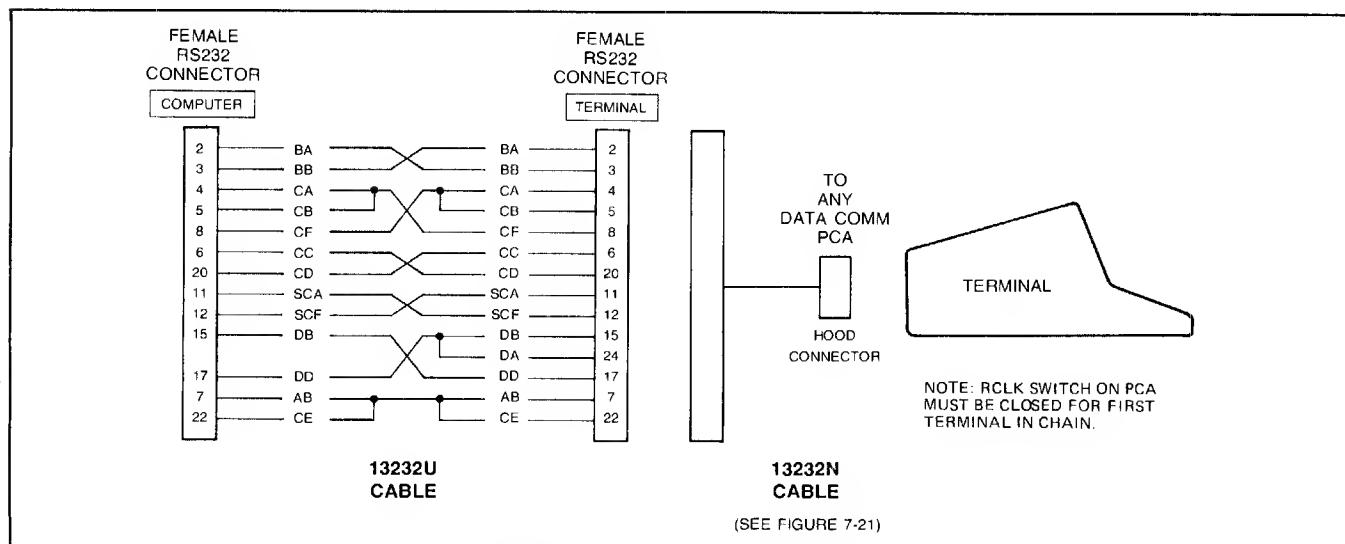 FEMALE
RS232
CONNECTOR
COMPUTER
FEMALE
RS232
CONNECTOR
TERMINAL
2 BA BA 2
3 BB BB 3
4 CA CA 4
5 CB CB 5
8 CF CF 8
6 CC CC 6
20 CD CD 20
11 SCA SCA 11
12 SCF SCF 12
15 DB DB 15
DA 24
17 DD DD 17
7 AB AB 7
22 CE CE 22
13232U
CABLE
TO
ANY
DATA COMM
PCA
HOOD
CONNECTOR
13232N
CABLE
(SEE FIGURE 7-21)
TERMINAL
NOTE: RCLK SWITCH ON PCA
MUST BE CLOSED FOR FIRST
TERMINAL IN CHAIN.